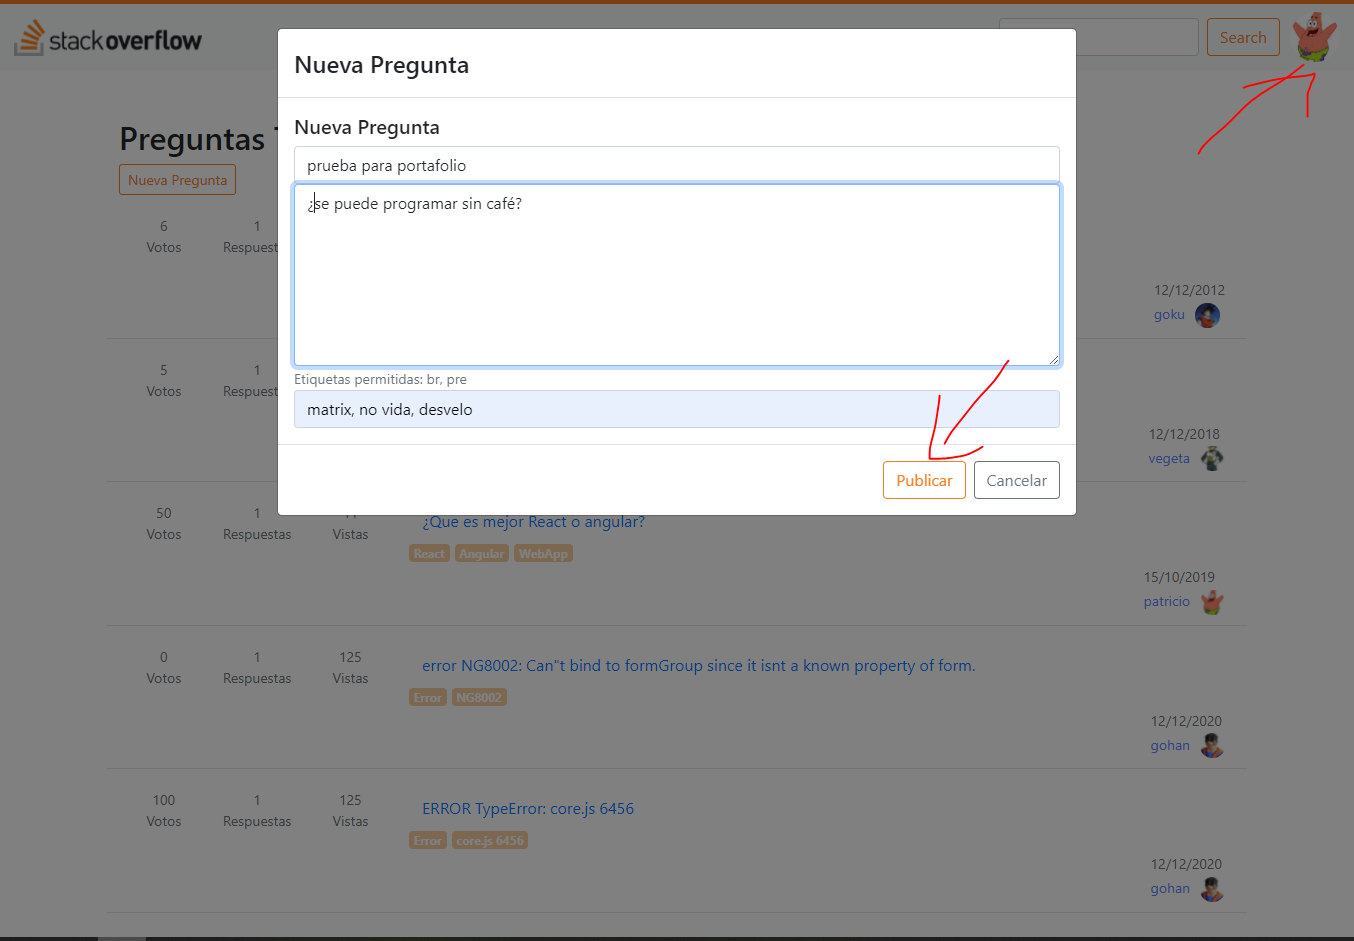 stack overflow
Search
Nueva Pregunta
Preguntas
Nueva Pregunta
Nueva Pregunta
prueba para portafolio
¿se puede programar sin café?
Etiquetas permitidas: br, pre
matrix, no vida, desvelo
Publicar Cancelar
6 1
Votos
12/12/2012
goku
5 1
Votos
12/12/2018
vegeta
50 1
Votos Respuestas Vistas
¿Que es mejor React o angular?
React Angular WebApp
15/10/2019
patricio
0 1 125
Votos Respuestas Vistas
error NG8002: Can"t bind to formGroup since it isnt a known property of form.
Error NG8002
12/12/2020
gohan
100 1 125
Votos Respuestas Vistas
ERROR TypeError: core.js 6456
Error core.js 6456
12/12/2020
gohan